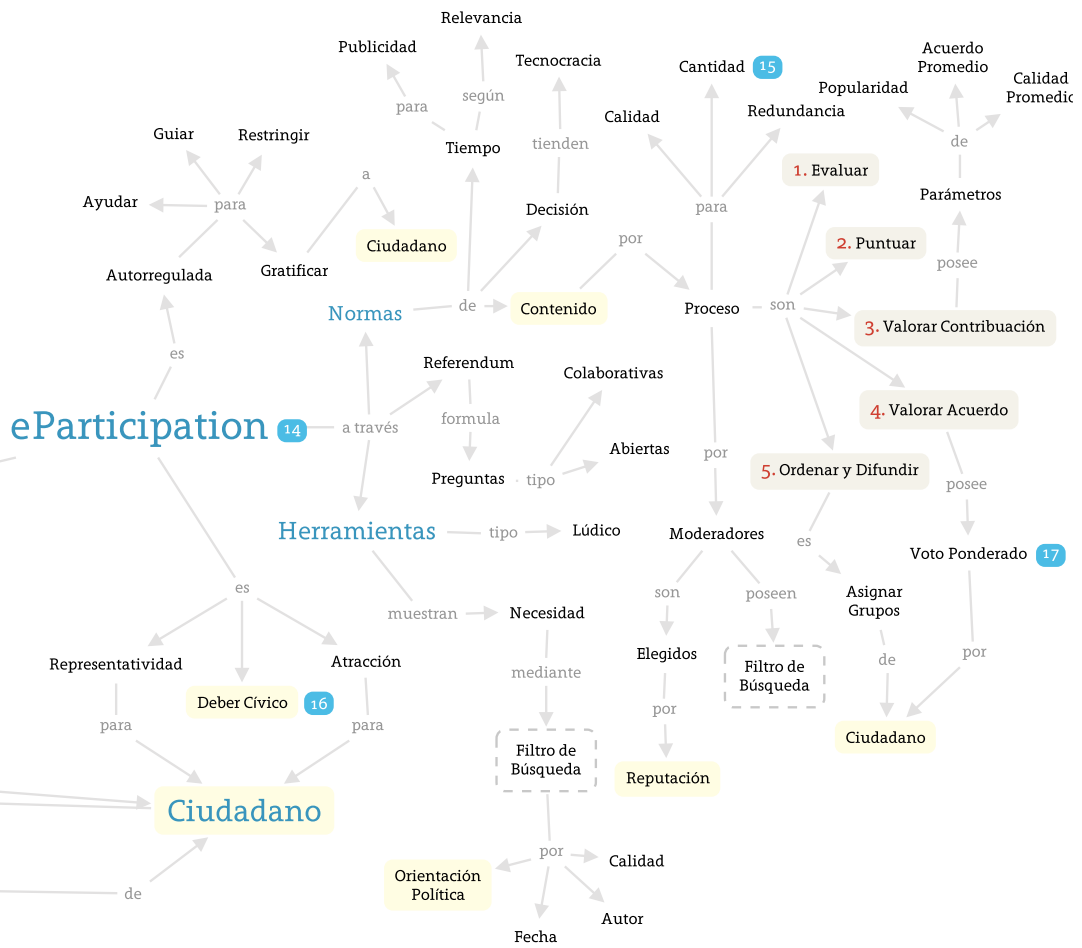 Relevancia
Publicidad
Tecnocracia
Cantidad 15
Acuerdo
Promedio
Calidad
Promedio
Popularidad
para
según
Calidad
Redundancia
Guiar
Restringir
Tiempo
tienden
de
a
1. Evaluar
Ayudar
para
Decisión
para
Parámetros
Ciudadano
por
2. Puntuar
Autorregulada
Gratificar
posee
Normas
de
Contenido
Proceso
son
3. Valorar Contribuación
es
Referendum
Colaborativas
eParticipation 14
a través
formula
4. Valorar Acuerdo
Abiertas
por
Preguntas
tipo
5. Ordenar y Difundir
posee
Herramientas
tipo
Lúdico
Moderadores
es
Voto Ponderado 17
es
muestran
Necesidad
son
poseen
Asignar
Grupos
Representatividad
Atracción
mediante
Elegidos
Filtro de
Búsqueda
de
por
Deber Cívico 16
para
para
por
Ciudadano
Filtro de
Búsqueda
Reputación
Ciudadano
por
Calidad
Orientación
Política
de
Autor
Fecha